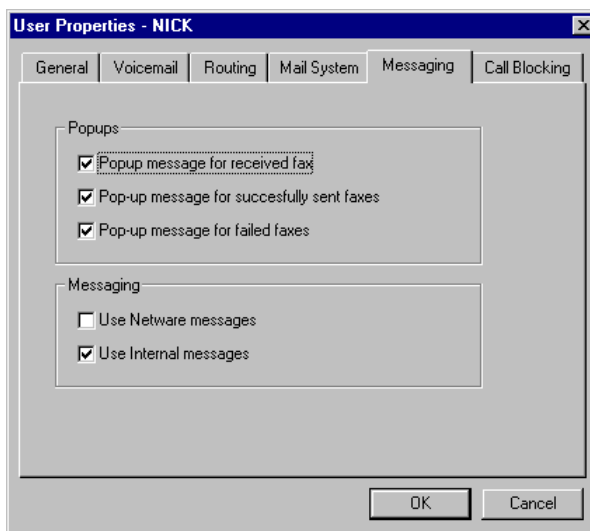 User Properties - NICK
General Voicemail Routing Mail System Messaging Call Blocking
Popups
Popup message for received fax
Pop-up message for succesfully sent faxes
Pop-up message for failed faxes
Messaging
Use Netware messages
Use Internal messages
OK Cancel